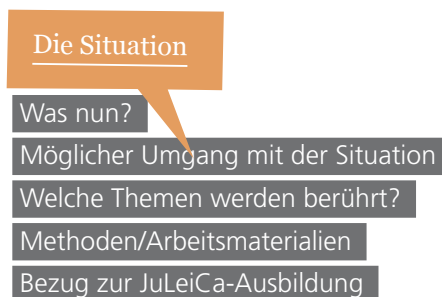 Die Situation
Was nun?
Möglicher Umgang mit der Situation
Welche Themen werden berührt?
Methoden/Arbeitsmaterialien
Bezug zur JuLeiCa-Ausbildung